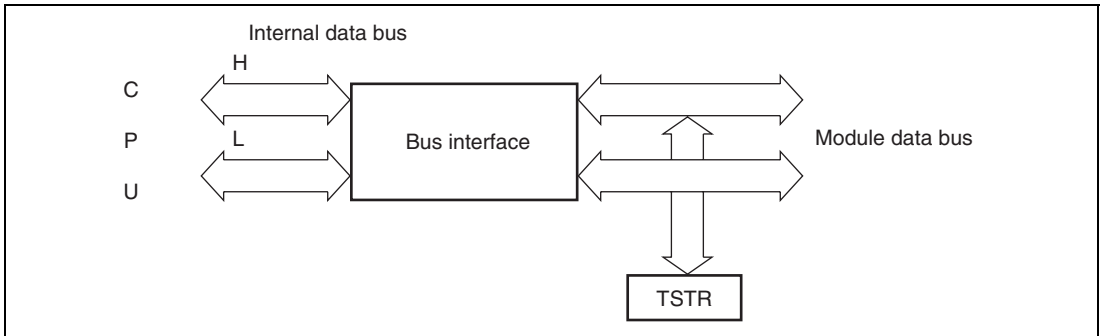 Internal data bus
H
C
P
L
Bus interface
Module data bus
U
TSTR